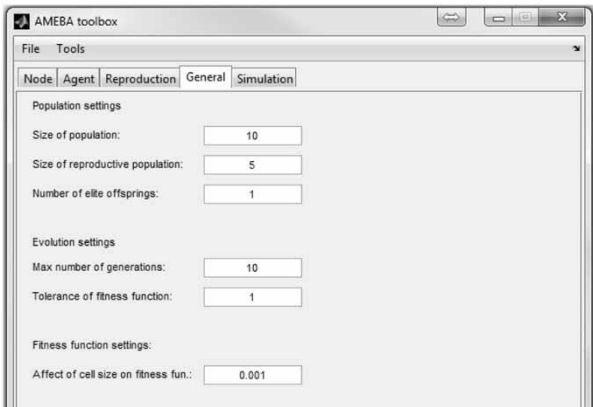 AMEBA toolbox
File Tools
Node Agent Reproduction General Simulation
Population settings
Size of population: 10
Size of reproductive population: 5
Number of elite offsprings: 1
Evolution settings
Max number of generations: 10
Tolerance of fitness function: 1
Fitness function settings:
Affect of cell size on fitness fun.: 0.001